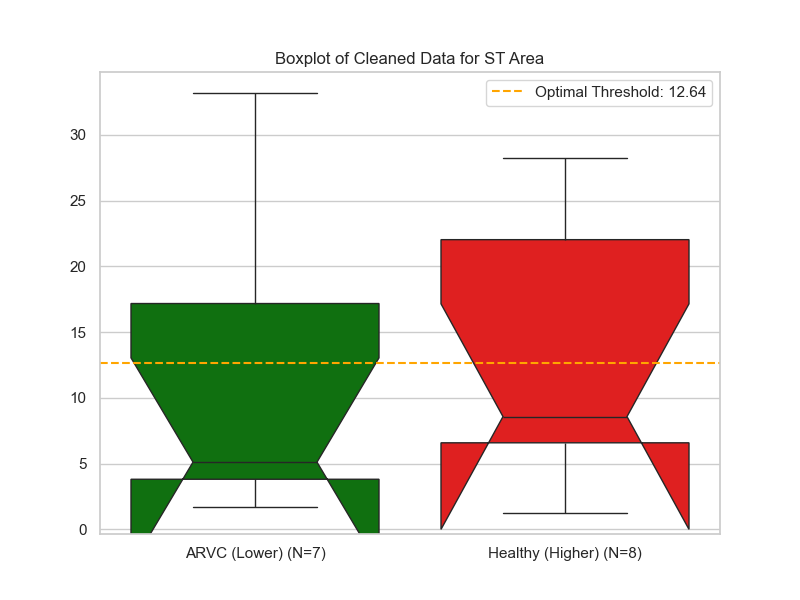 Boxplot of Cleaned Data for ST Area
Optimal Threshold: 12.64
30
25
20
15
10
5
0
ARVC (Lower) (N=7)
Healthy (Higher) (N=8)